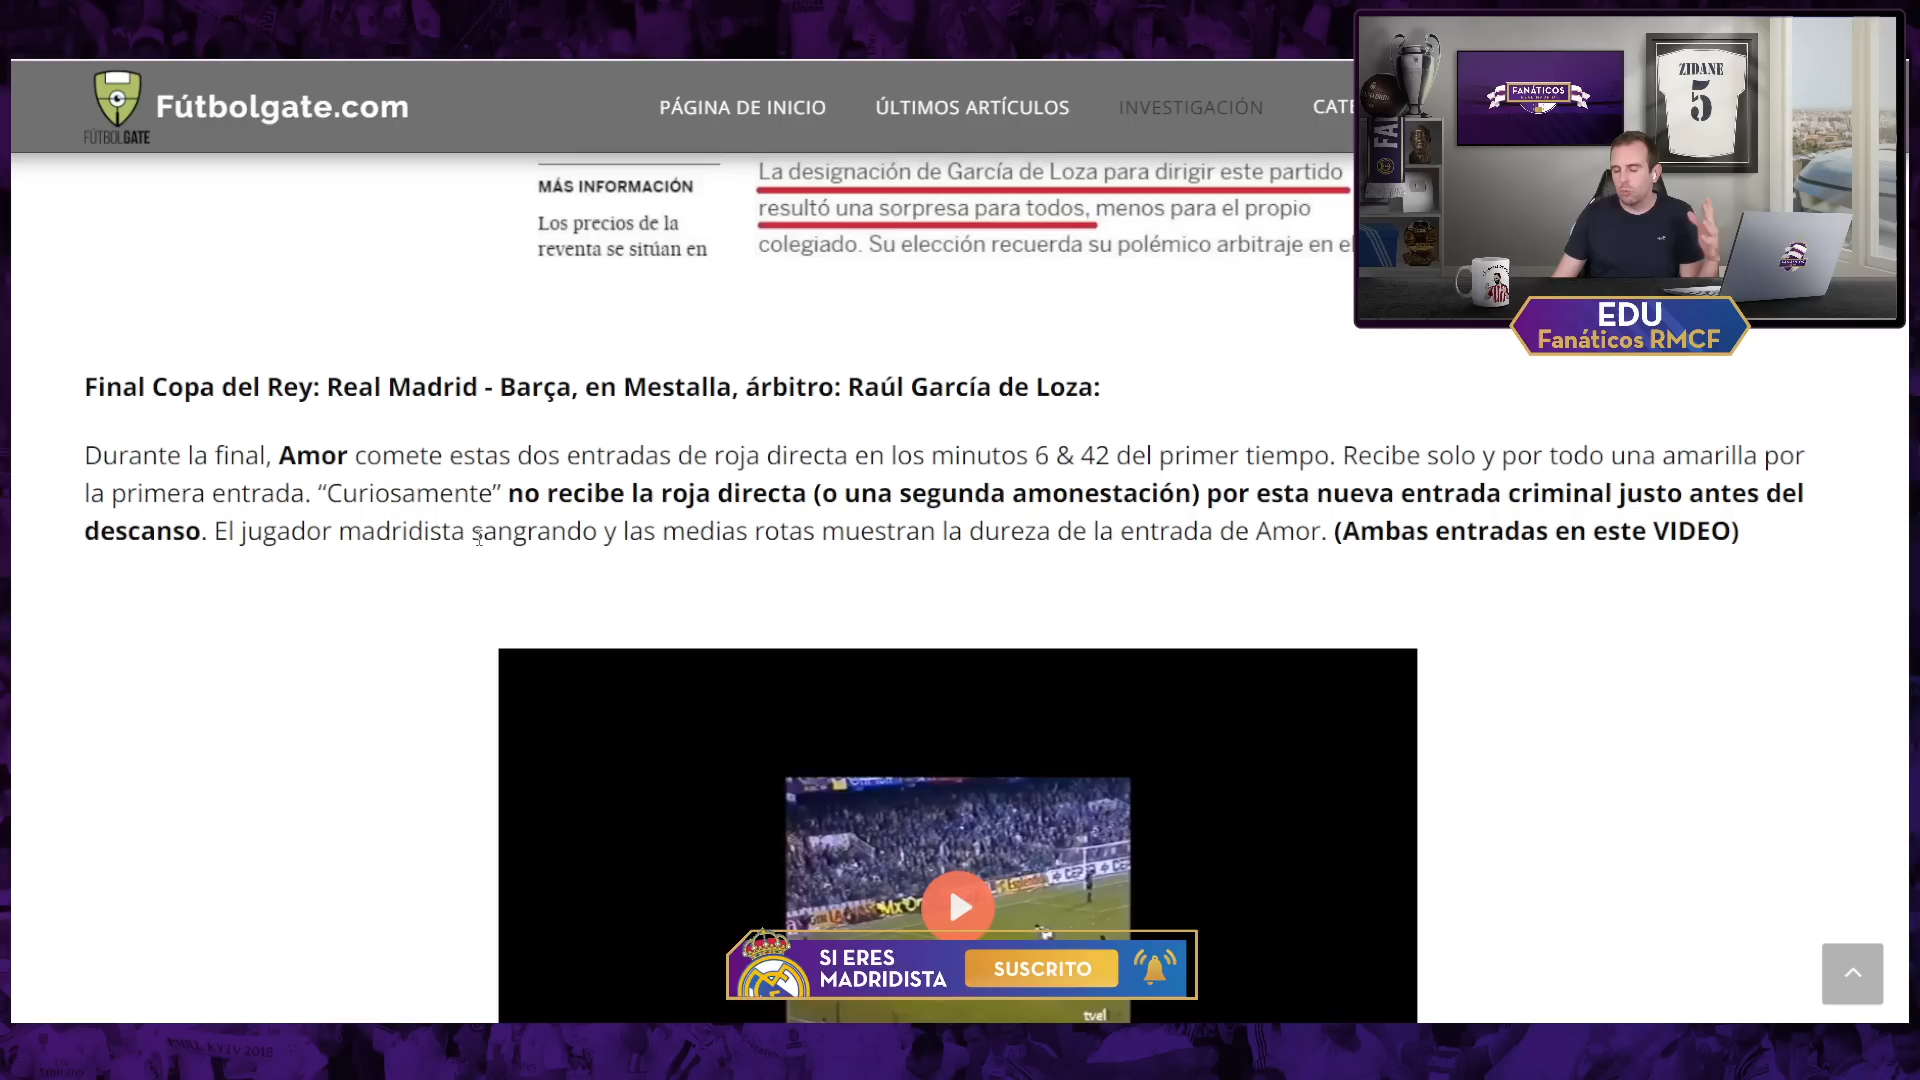 Fútbolgate.com
FÚTBOLGATE
PÁGINA DE INICIO
ÚLTIMOS ARTÍCULOS
INVESTIGACIÓN
CATE
MÁS INFORMACIÓN
Los precios de la
reventa se sitúan en
La designación de García de Loza para dirigir este partido
resultó una sorpresa para todos, menos para el propio
colegiado. Su elección recuerda su polémico arbitraje en el
FANÁTICOS
ZIDANE
5
EDU
Fanáticos RMCF
Final Copa del Rey: Real Madrid - Barça, en Mestalla, árbitro: Raúl García de Loza:
Durante la final, Amor comete estas dos entradas de roja directa en los minutos 6 & 42 del primer tiempo. Recibe solo y por todo una amarilla por
la primera entrada. “Curiosamente” no recibe la roja directa (o una segunda amonestación) por esta nueva entrada criminal justo antes del
descanso. El jugador madridista sangrando y las medias rotas muestran la dureza de la entrada de Amor. (Ambas entradas en este VIDEO)
SI ERES
MADRIDISTA
SUSCRITO
tvel
KYIV 2018